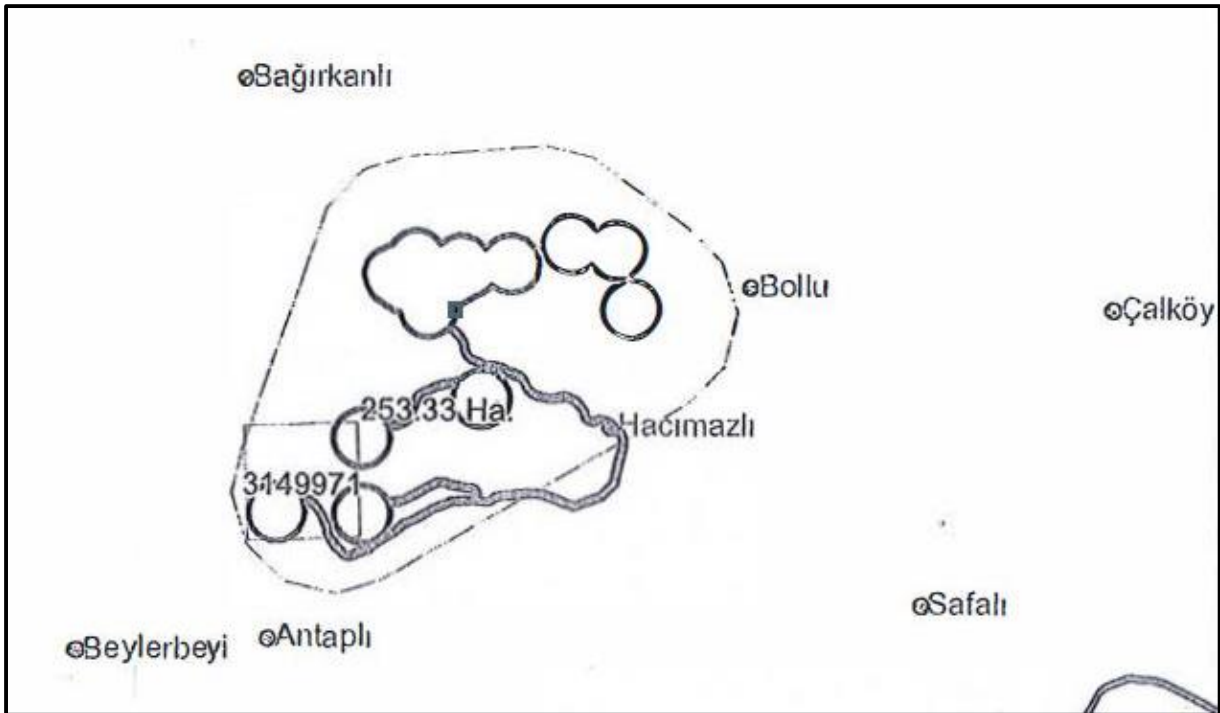 Bağırkanlı
Bollu
Çalköy
253.33 Ha.
Hacımazlı
3149971
Safalı
Antaplı
Beylerbeyi